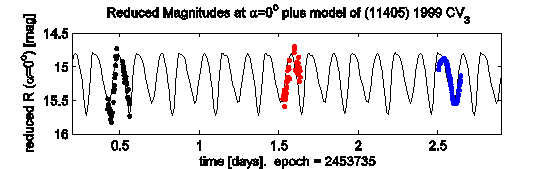 Reduced Magnitudes at α=0° plus model of (11405) 1999 CV3
reduced R (α=0°) [mag]
14.5
15
15.5
16
0.5 1 1.5 2 2.5
time [days]. epoch = 2453735